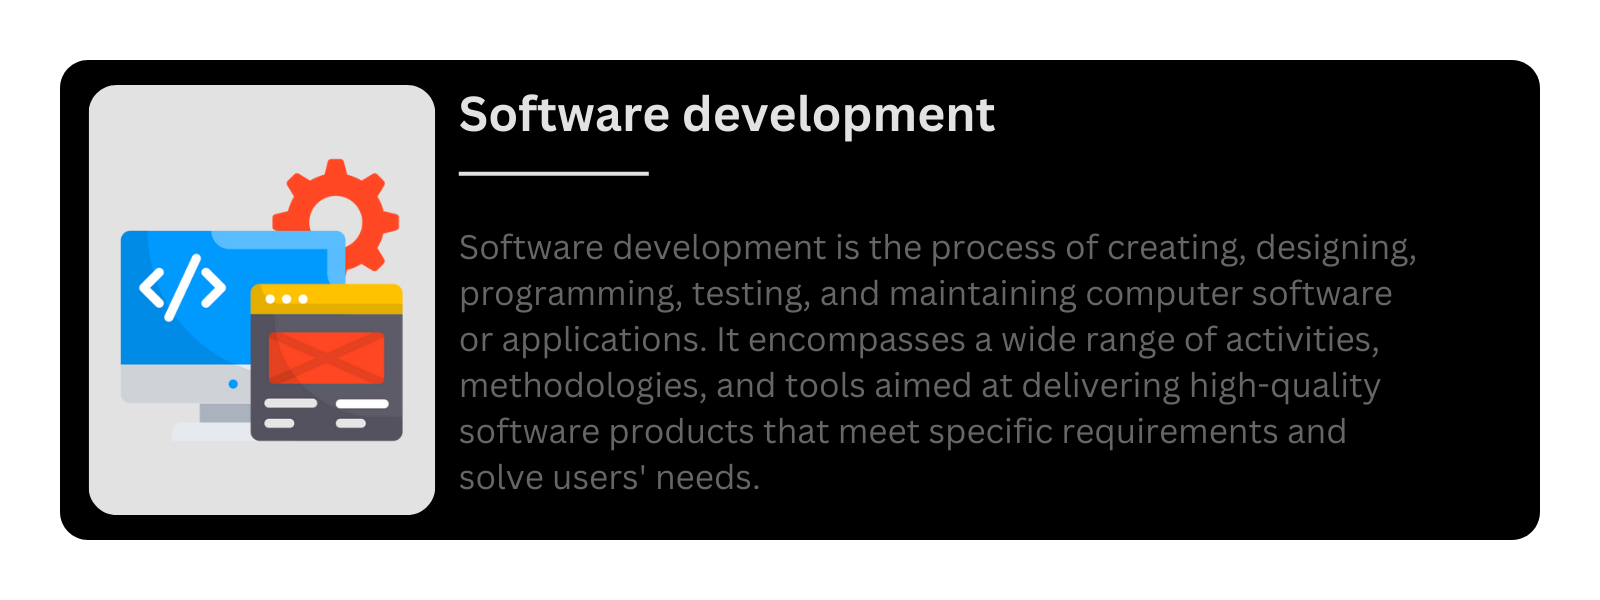 Software development
Software development is the process of creating, designing,
programming, testing, and maintaining computer software
or applications. It encompasses a wide range of activities,
methodologies, and tools aimed at delivering high-quality
software products that meet specific requirements and
solve users' needs.